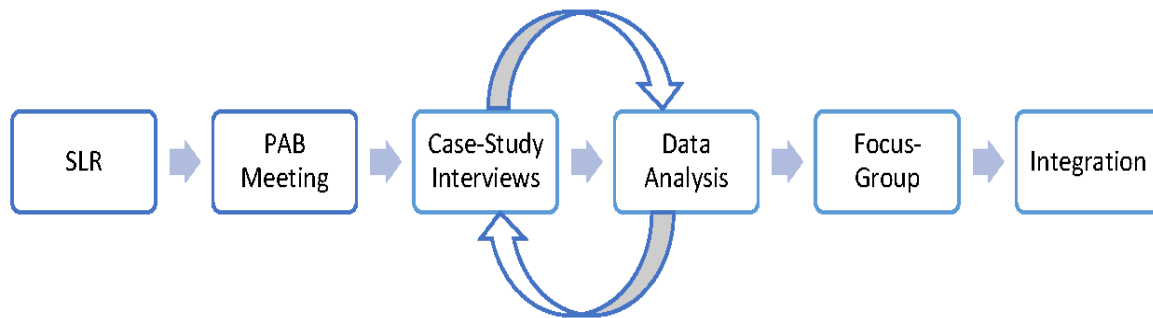 SLR
PAB
Meeting
Case-Study
Interviews
Data
Analysis
Focus-
Group
Integration